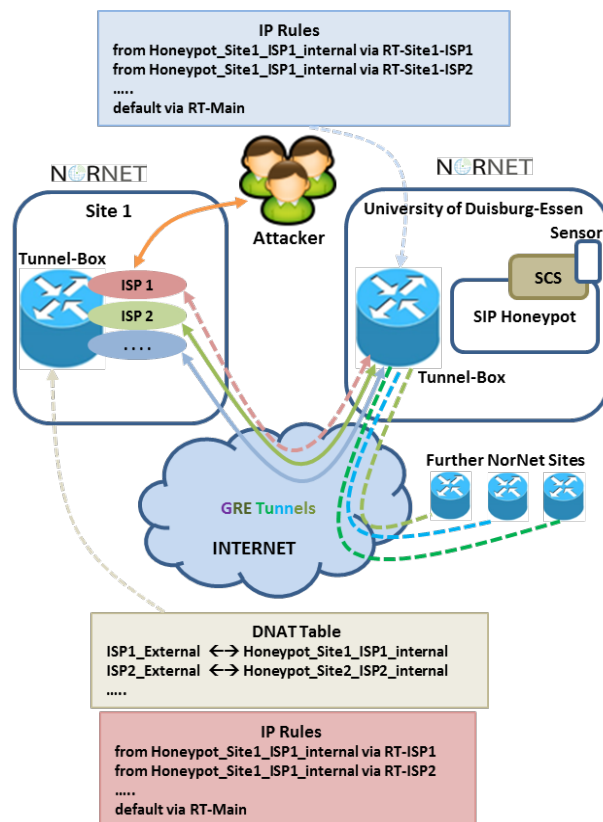 IP Rules
from Honeypot_Site1_ISP1_internal via RT-Site1-ISP1
from Honeypot_Site1_ISP1_internal via RT-Site1-ISP2
.....
default via RT-Main
NORNET
Site 1
Tunnel-Box
ISP 1
ISP 2
. . . .
Attacker
NORNET
University of Duisburg-Essen
Sensor
SCS
SIP Honeypot
Tunnel-Box
Further NorNet Sites
GRE Tunnels
INTERNET
DNAT Table
ISP1_External ←→ Honeypot_Site1_ISP1_internal
ISP2_External ←→ Honeypot_Site2_ISP2_internal
.....
IP Rules
from Honeypot_Site1_ISP1_internal via RT-ISP1
from Honeypot_Site1_ISP1_internal via RT-ISP2
.....
default via RT-Main